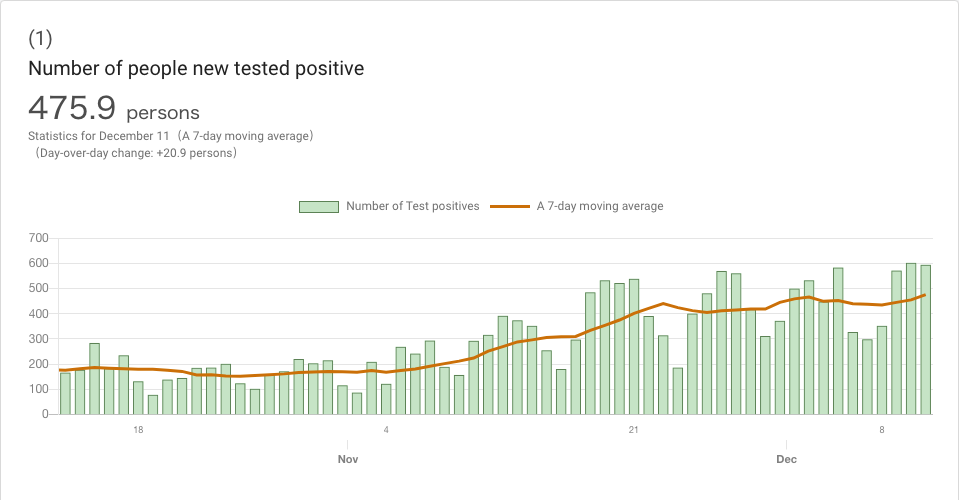 (1)
Number of people new tested positive
475.9 persons
Statistics for December 11（A 7-day moving average）
（Day-over-day change: +20.9 persons）
Number of Test positives A 7-day moving average
700
600
500
400
300
200
100
0
18 4 21 8
Nov Dec